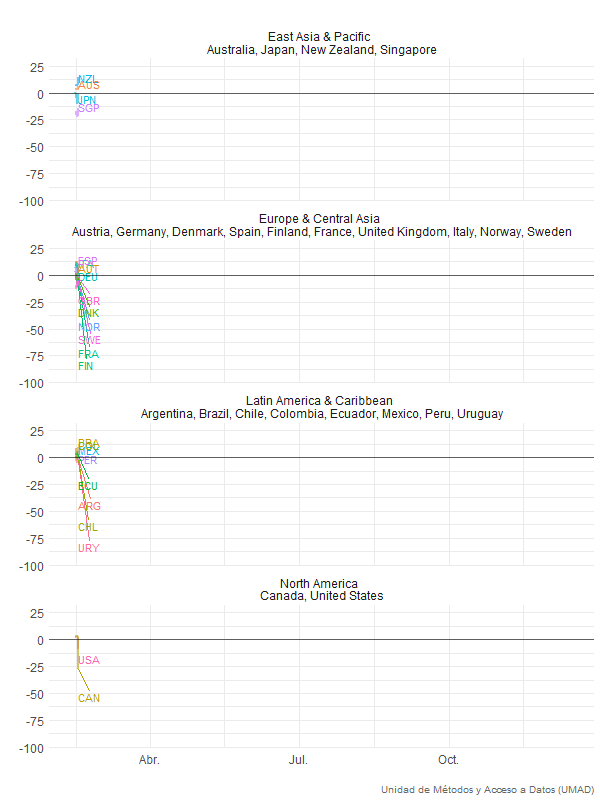 East Asia & Pacific
Australia, Japan, New Zealand, Singapore
25
0
-25
-50
-75
-100
NZL
AUS
JPN
SGP
Europe & Central Asia
Austria, Germany, Denmark, Spain, Finland, France, United Kingdom, Italy, Norway, Sweden
25
0
-25
-50
-75
-100
ESP
AUT
DEU
GBR
DNK
NOR
SWE
FRA
FIN
Latin America & Caribbean
Argentina, Brazil, Chile, Colombia, Ecuador, Mexico, Peru, Uruguay
25
0
-25
-50
-75
-100
BRA
MEX
PER
ECU
ARG
CHL
URY
North America
Canada, United States
25
0
-25
-50
-75
-100
USA
CAN
Abr.
Jul.
Oct.
Unidad de Métodos y Acceso a Datos (UMAD)